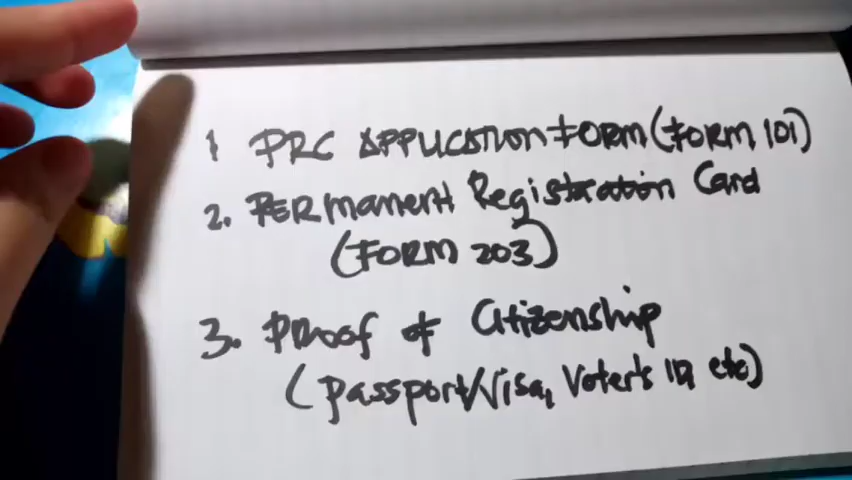 1 PRC APPLICATION FORM (FORM 101)
2. PERMANENT Registration Card
(FORM 203)
3. PROOF of Citizenship
(Passport/Visa, Voter's ID, etc)